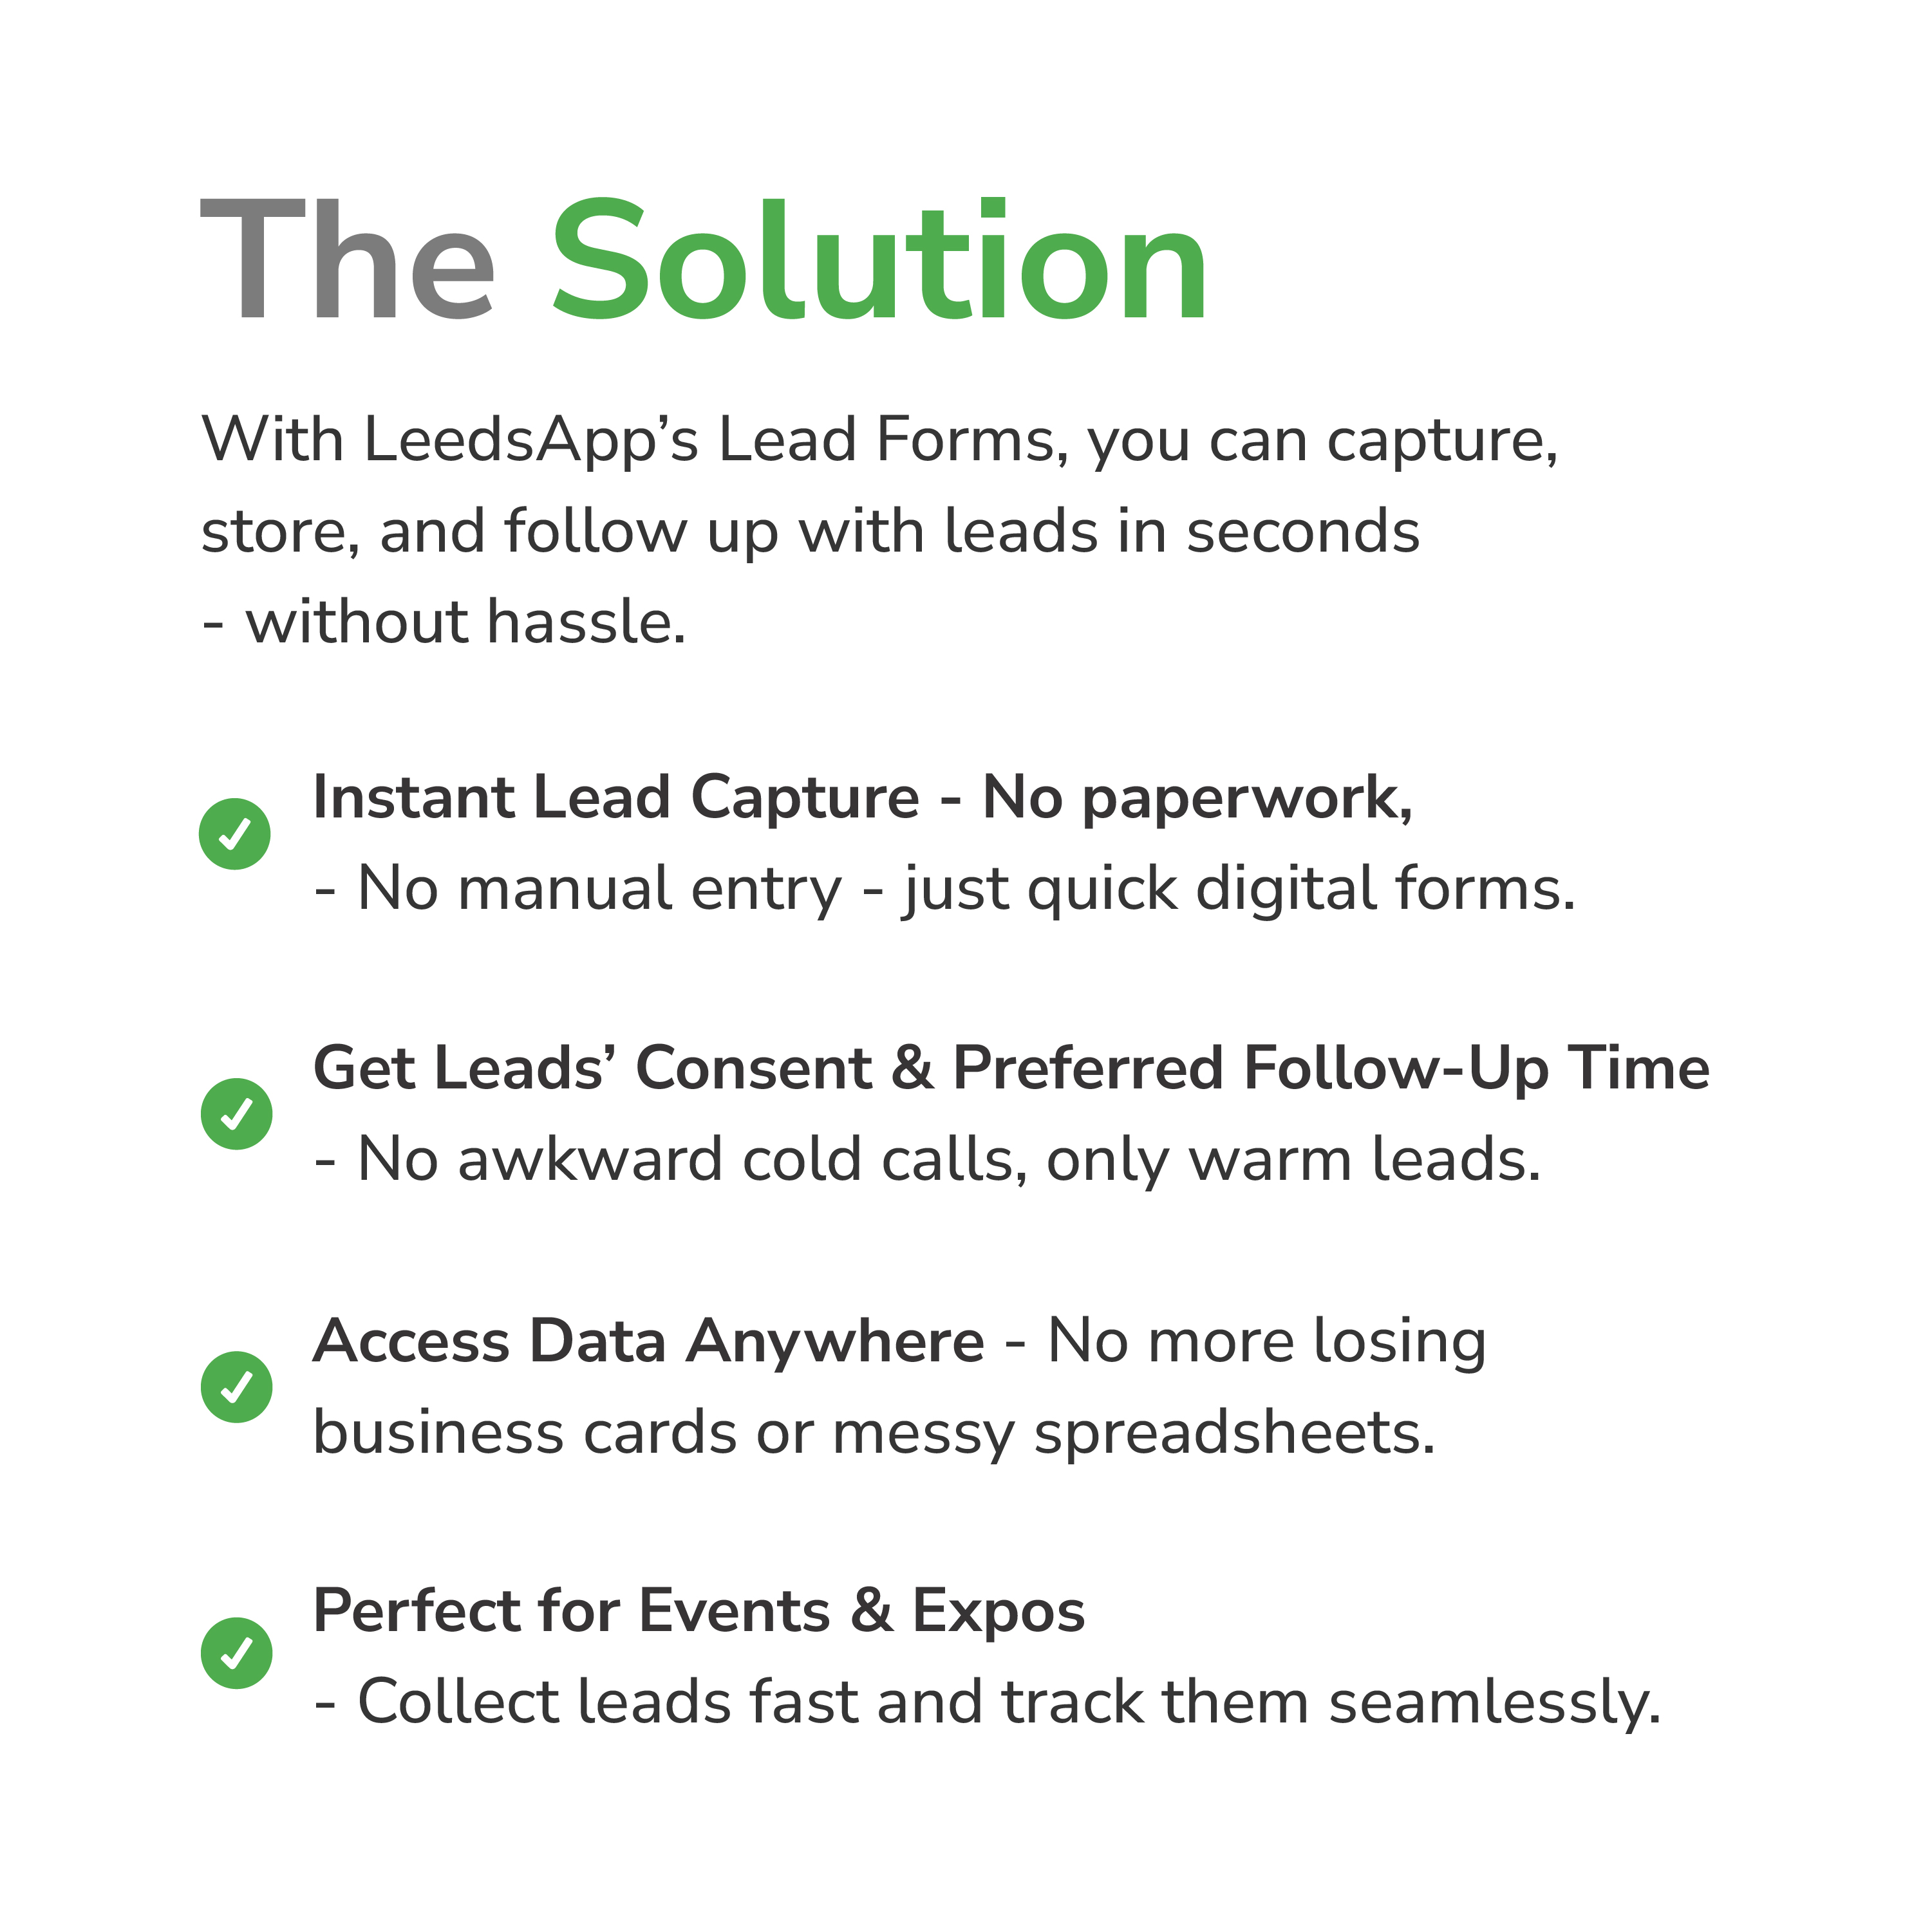 The Solution
With LeedsApp’s Lead Forms, you can capture,
store, and follow up with leads in seconds
- without hassle.
Instant Lead Capture - No paperwork,
- No manual entry - just quick digital forms.
Get Leads’ Consent & Preferred Follow-Up Time
- No awkward cold calls, only warm leads.
Access Data Anywhere - No more losing
business cards or messy spreadsheets.
Perfect for Events & Expos
- Collect leads fast and track them seamlessly.